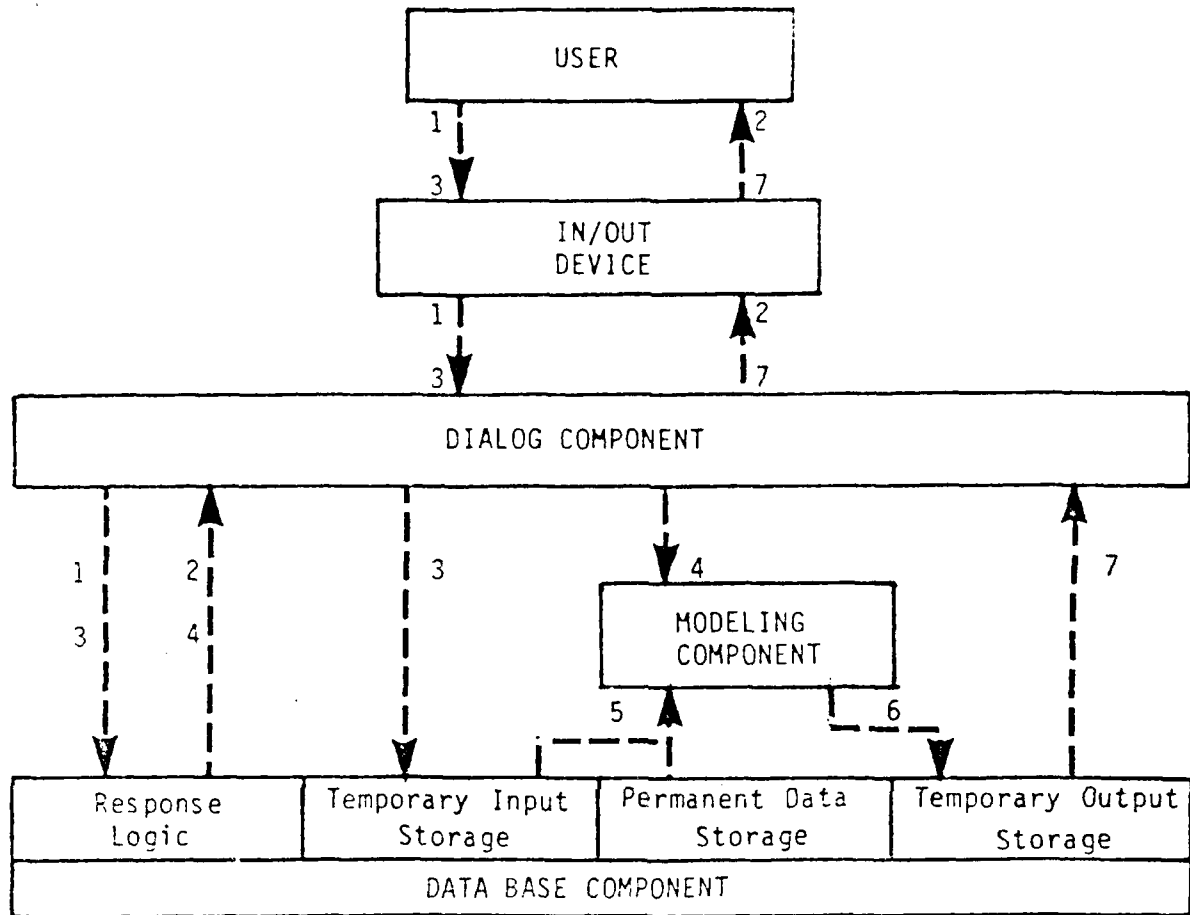 USER
1
2
3
7
IN/OUT
DEVICE
1
2
3
7
DIALOG COMPONENT
1
2
3
4
7
3
4
MODELING
COMPONENT
5
6
Response
Logic
Temporary Input
Storage
Permanent Data
Storage
Temporary Output
Storage
DATA BASE COMPONENT